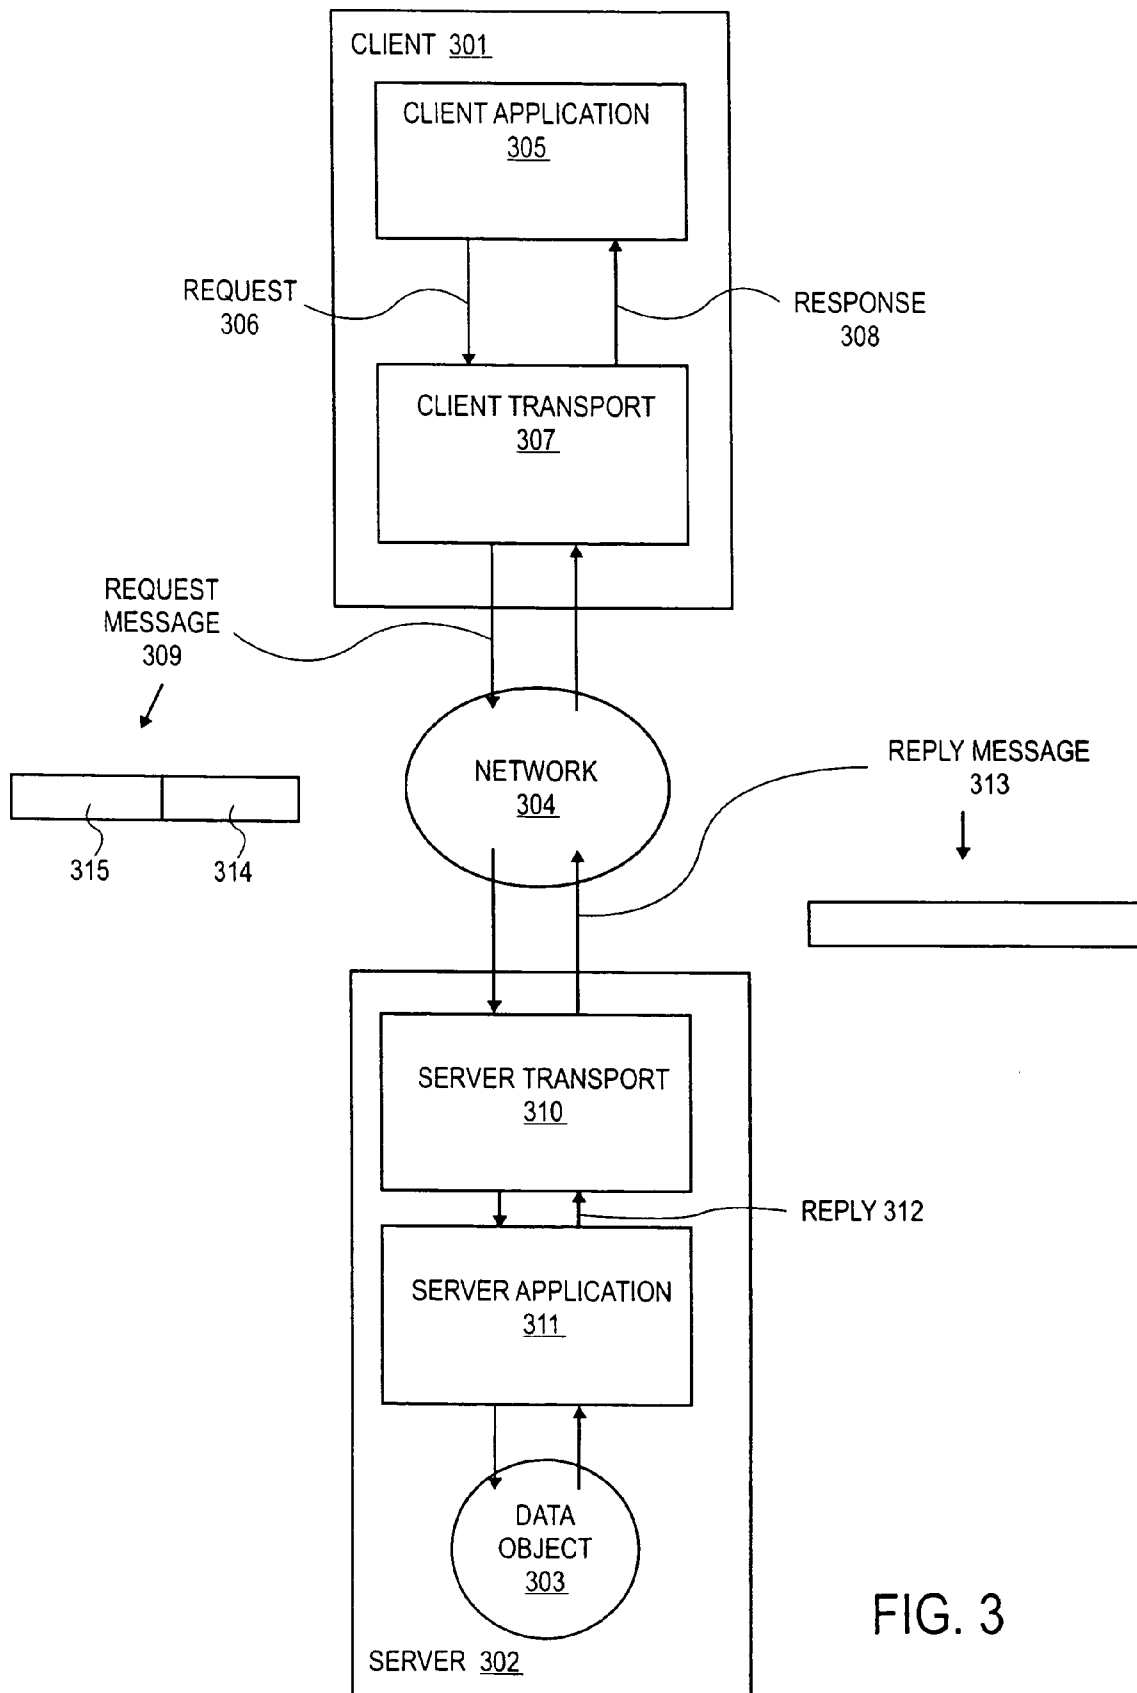 CLIENT 301
CLIENT APPLICATION
305
REQUEST
306
RESPONSE
308
CLIENT TRANSPORT
307
REQUEST
MESSAGE
309
NETWORK
304
REPLY MESSAGE
313
315
314
SERVER TRANSPORT
310
REPLY 312
SERVER APPLICATION
311
DATA
OBJECT
303
SERVER 302
FIG. 3